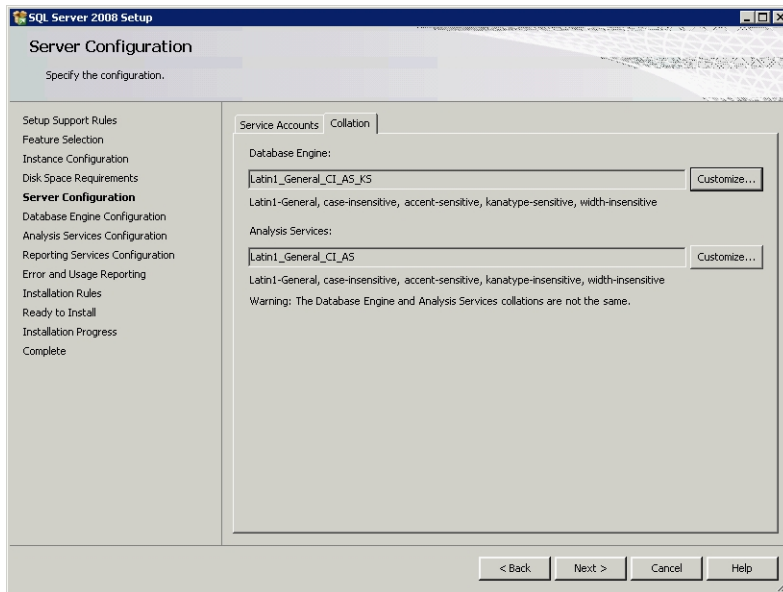 SQL Server 2008 Setup
Server Configuration
Specify the configuration.
Setup Support Rules
Feature Selection
Instance Configuration
Disk Space Requirements
Server Configuration
Database Engine Configuration
Analysis Services Configuration
Reporting Services Configuration
Error and Usage Reporting
Installation Rules
Ready to Install
Installation Progress
Complete
Service Accounts Collation
Database Engine:
Latin1_General_CI_AS_KS Customize...
Latin1-General, case-insensitive, accent-sensitive, kanatype-sensitive, width-insensitive
Analysis Services:
Latin1_General_CI_AS Customize...
Latin1-General, case-insensitive, accent-sensitive, kanatype-insensitive, width-insensitive
Warning: The Database Engine and Analysis Services collations are not the same.
< Back Next > Cancel Help